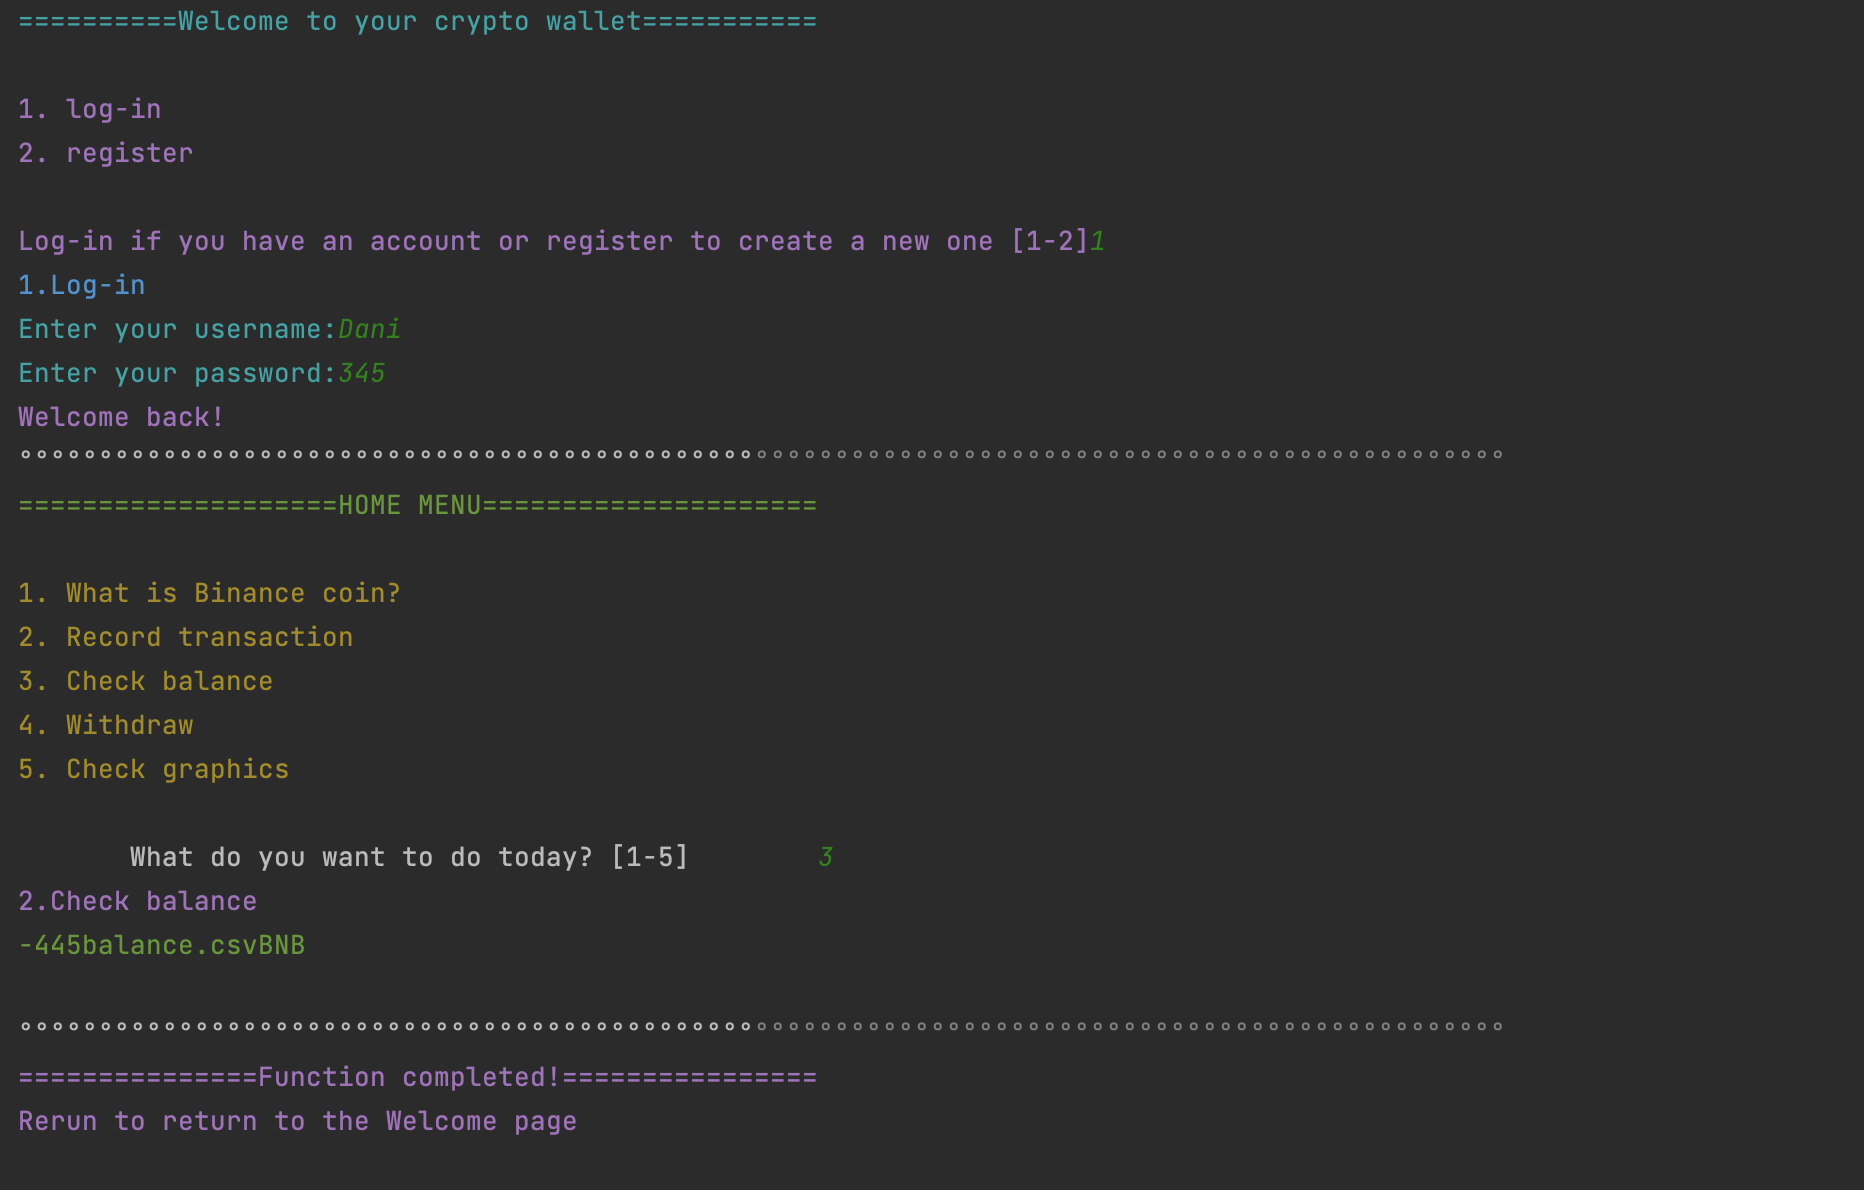 ==========Welcome to your crypto wallet===========
1. log-in
2. register
Log-in if you have an account or register to create a new one [1-2]1
1.Log-in
Enter your username:Dani
Enter your password:345
Welcome back!
====================HOME MENU=====================
1. What is Binance coin?
2. Record transaction
3. Check balance
4. Withdraw
5. Check graphics
What do you want to do today? [1-5] 3
2.Check balance
-445balance.csvBNB
===============Function completed!================
Rerun to return to the Welcome page